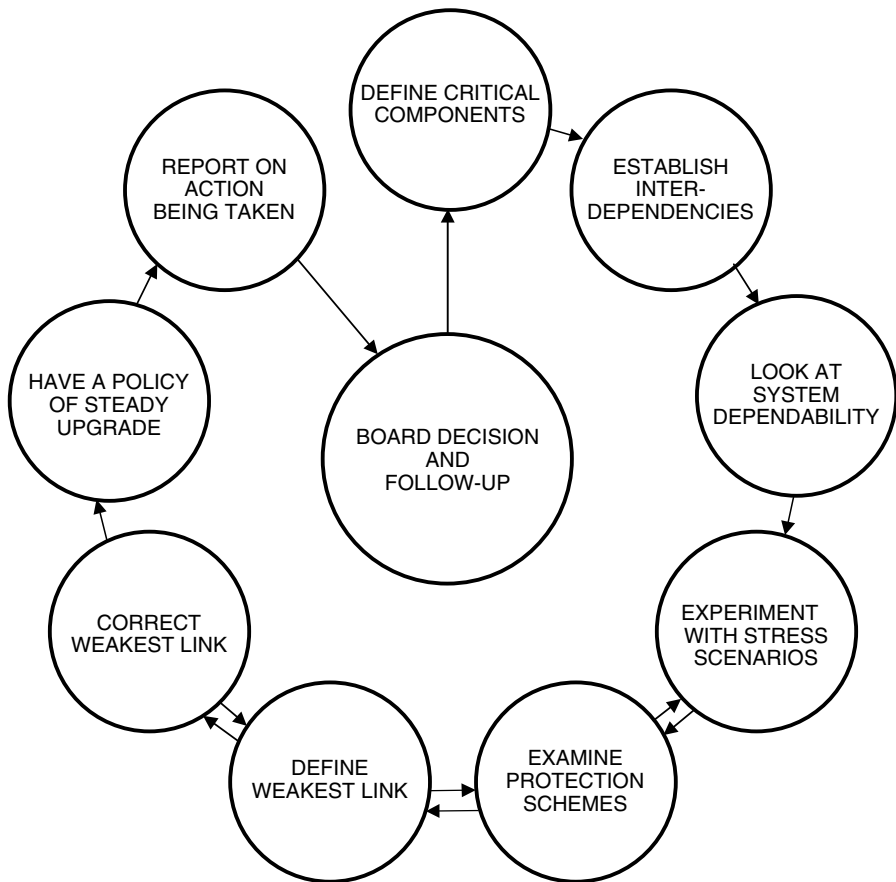 DEFINE CRITICAL
COMPONENTS
ESTABLISH
INTER-
DEPENDENCIES
LOOK AT
SYSTEM
DEPENDABILITY
EXPERIMENT
WITH STRESS
SCENARIOS
EXAMINE
PROTECTION
SCHEMES
DEFINE
WEAKEST LINK
CORRECT
WEAKEST LINK
HAVE A POLICY
OF STEADY
UPGRADE
REPORT ON
ACTION
BEING TAKEN
BOARD DECISION
AND
FOLLOW-UP